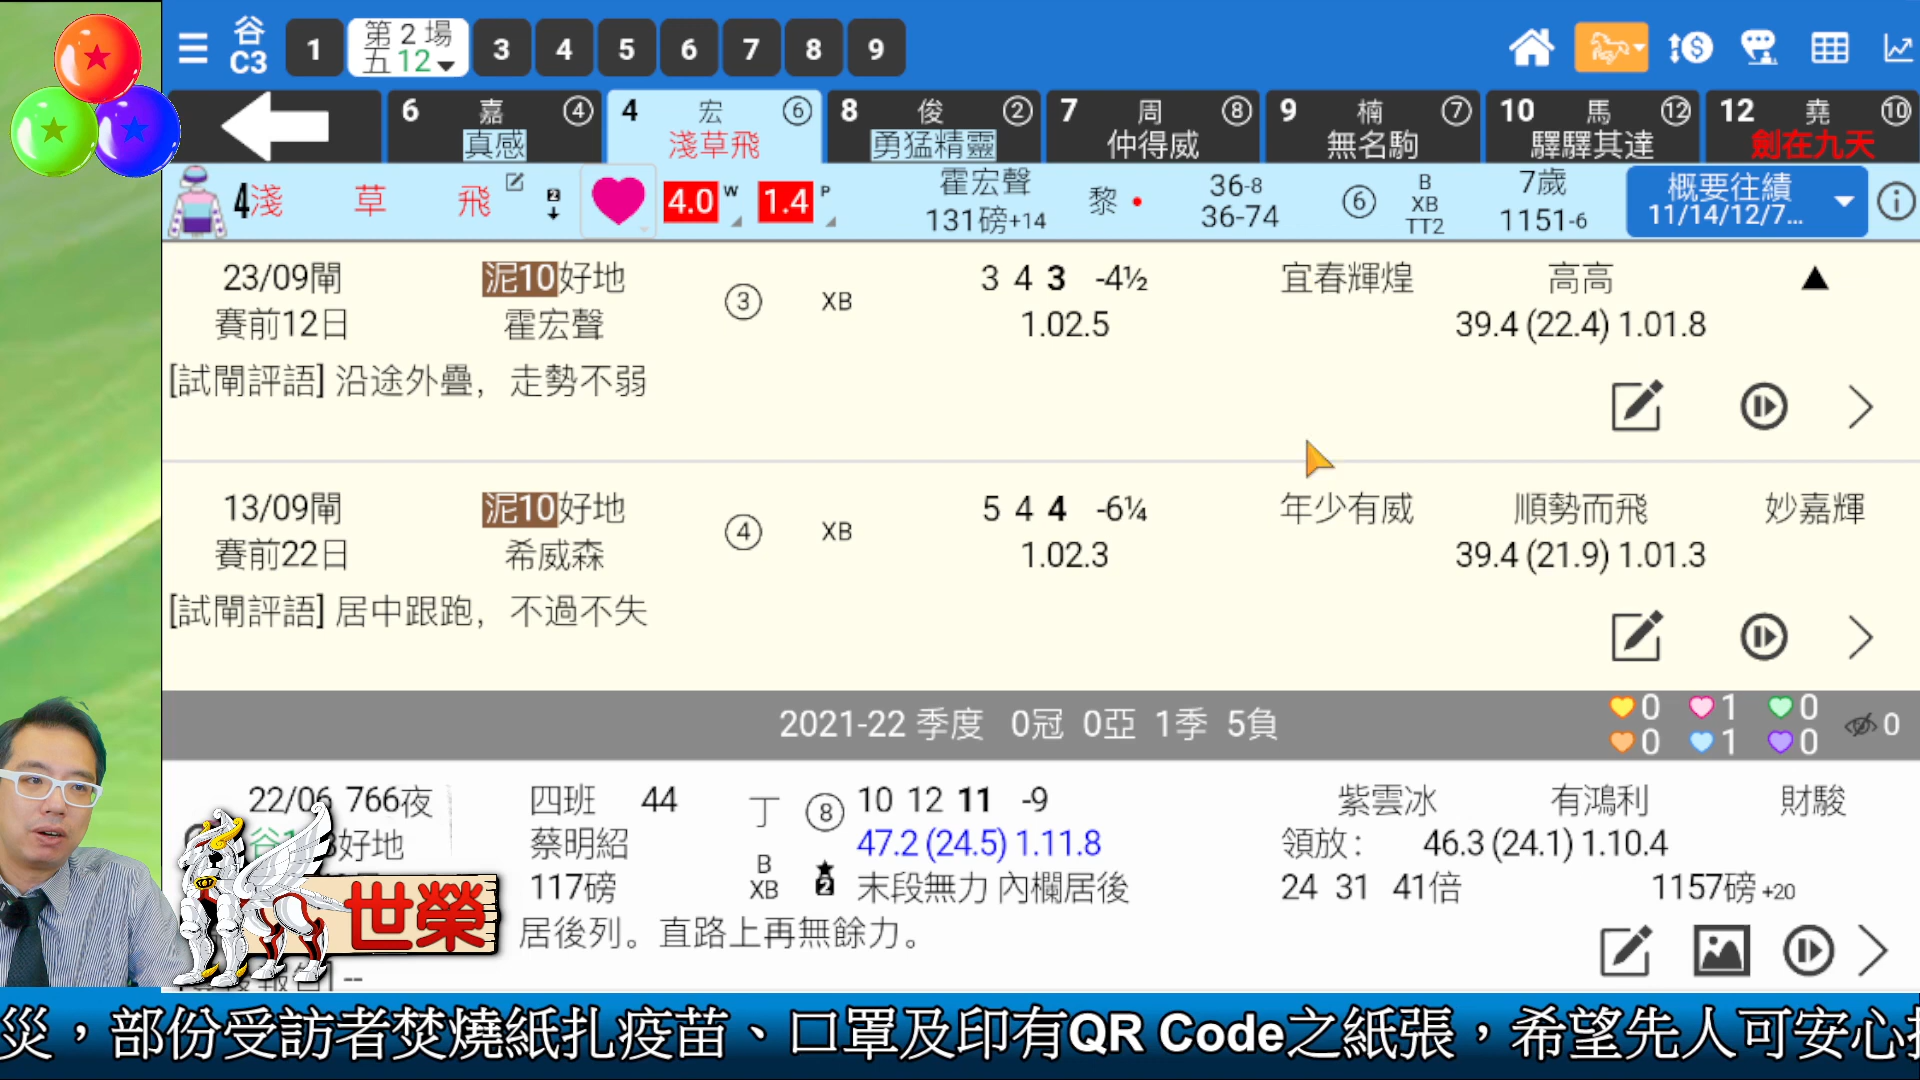 谷 C3 1 第2場 五12 3 4 5 6 7 8 9
6 嘉 ④ 真感
4 宏 ⑥ 淺草飛
8 俊 ② 勇猛精靈
7 周 ⑧ 仲得威
9 楠 ⑦ 無名駒
10 馬 ⑫ 驛驛其達
12 堯 ⑩ 劍在九天
4淺草飛 2 4.0 W 1.4 P
霍宏聲 131磅+14
黎
36-8 36-74
⑥
B XB TT2
7歲 1151-6
概要往績 11/14/12/7...
23/09閘 泥10好地 ③ XB 3 4 3 -4½ 宜春輝煌 高高
賽前12日 霍宏聲 1.02.5 39.4 (22.4) 1.01.8
[試閘評語] 沿途外疊，走勢不弱
13/09閘 泥10好地 ④ XB 5 4 4 -6¼ 年少有威 順勢而飛 妙嘉輝
賽前22日 希威森 1.02.3 39.4 (21.9) 1.01.3
[試閘評語] 居中跟跑，不過不失
2021-22 季度 0冠 0亞 1季 5負 0 1 0 0
0 1 0
22/06 766夜 四班 44 丁 ⑧ 10 12 11 -9 紫雲冰 有鴻利 財駿
好地 蔡明紹 47.2 (24.5) 1.11.8 領放： 46.3 (24.1) 1.10.4
117磅 B XB 2 末段無力 內欄居後 24 31 41倍 1157磅+20
居後列。直路上再無餘力。
世榮
--
災，部份受訪者焚燒紙扎疫苗、口罩及印有QR Code之紙張，希望先人可安心